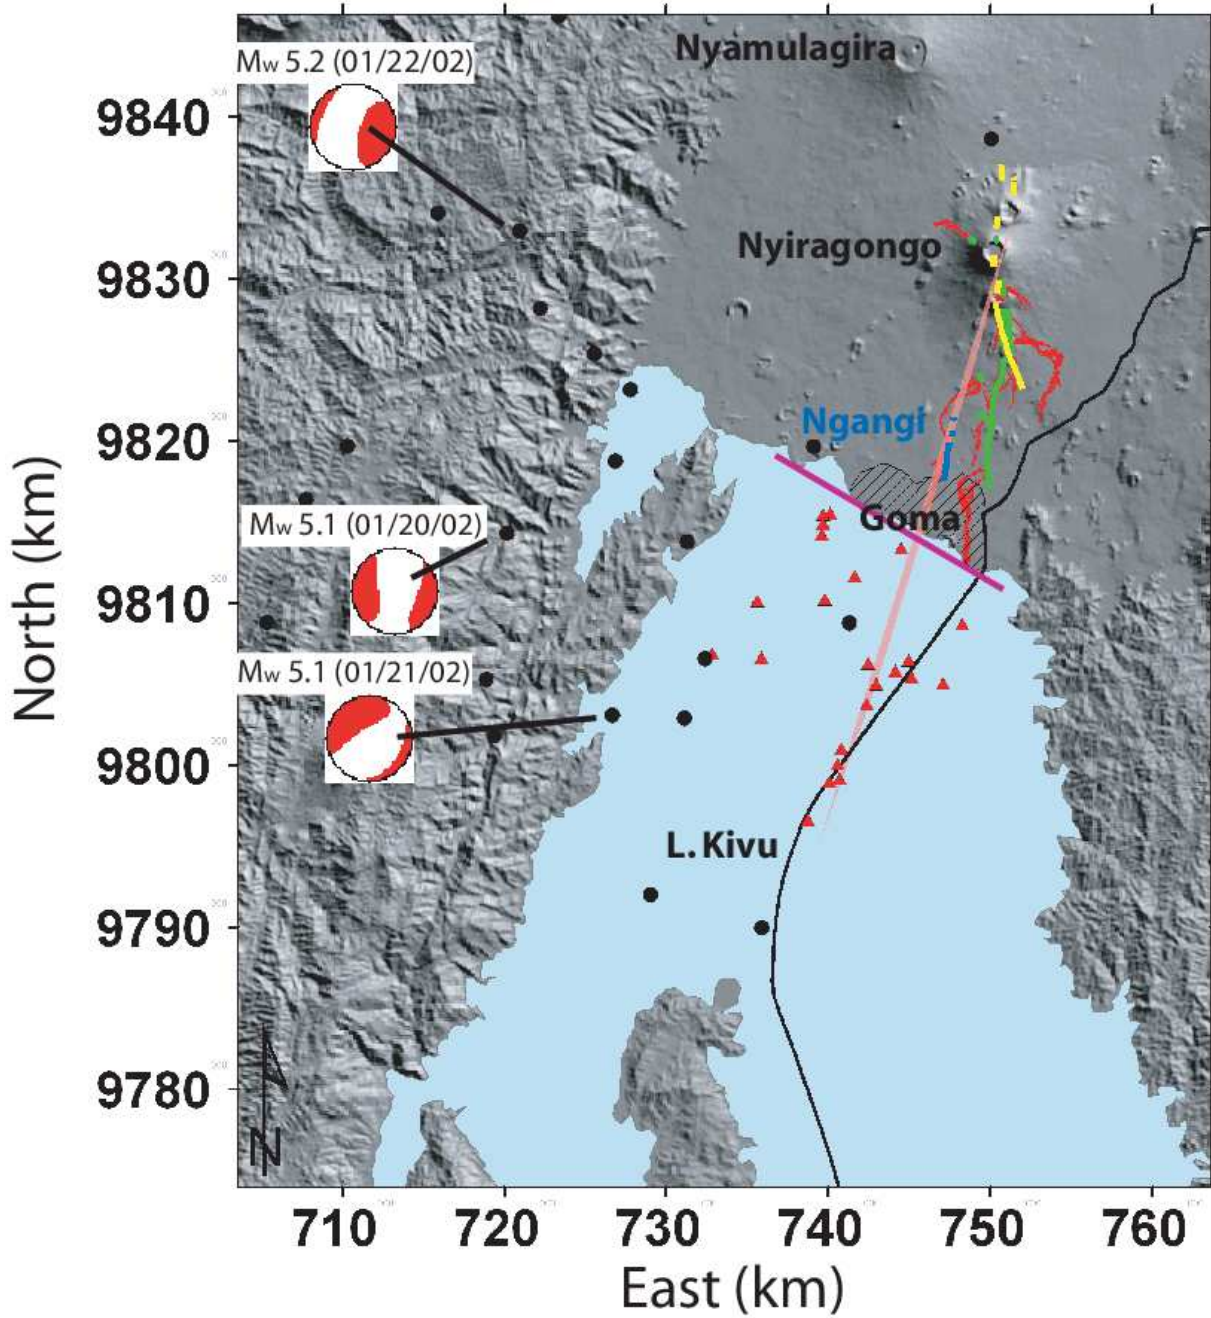 Mw 5.2 (01/22/02)
Nyamulagira
9840
Nyiragongo
9830
Ngangi
9820
Mw 5.1 (01/20/02)
Goma
North (km)
9810
Mw 5.1 (01/21/02)
9800
L. Kivu
9790
9780
N
710 720 730 740 750 760
East (km)